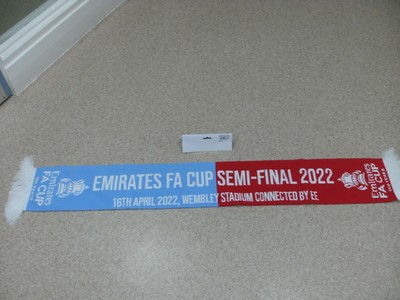 Emirates
FA CUP
EMIRATES FA CUP SEMI-FINAL 2022
16TH APRIL 2022, WEMBLEY STADIUM CONNECTED BY EE
Emirates
FA CUP